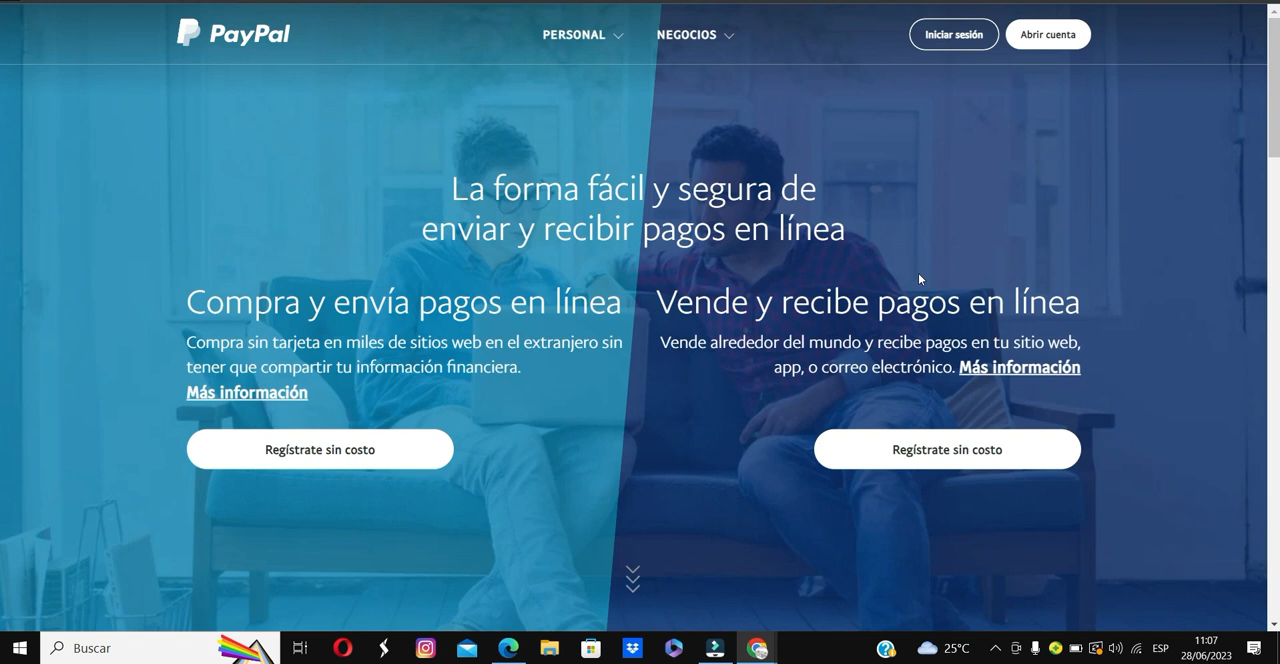 PayPal
PERSONAL
NEGOCIOS
Iniciar sesión
Abrir cuenta
La forma fácil y segura de
enviar y recibir pagos en línea
Compra y envía pagos en línea
Compra sin tarjeta en miles de sitios web en el extranjero sin
tener que compartir tu información financiera.
Más información
Regístrate sin costo
Vende y recibe pagos en línea
Vende alrededor del mundo y recibe pagos en tu sitio web,
app, o correo electrónico. Más información
Regístrate sin costo
Buscar
25°C
ESP
11:07
28/06/2023